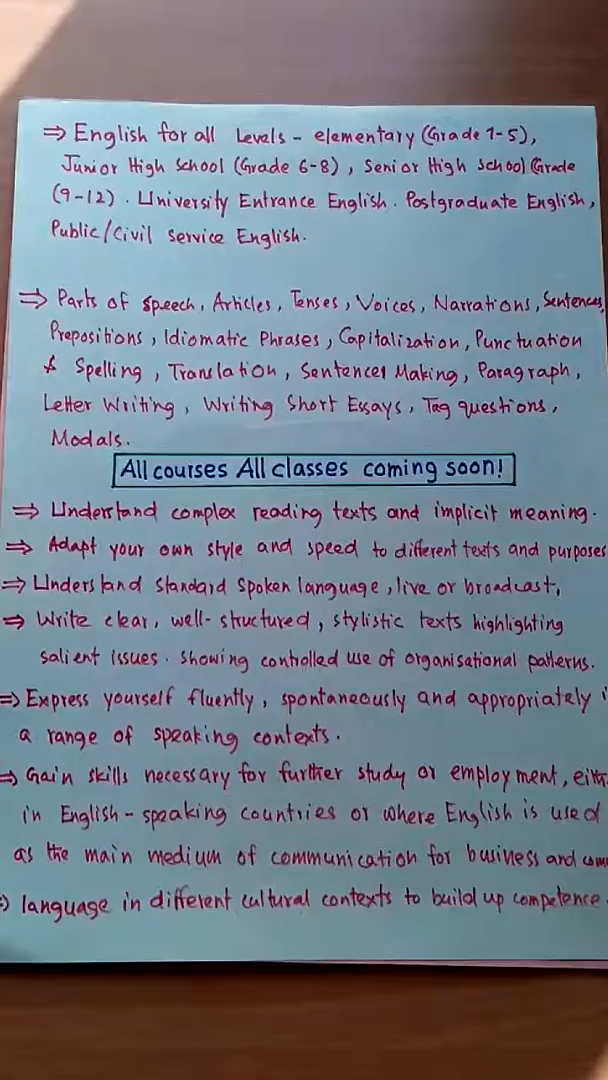 ⇒ English for all Levels - elementary (Grade 1-5),
Junior High School (Grade 6-8), Senior High School (Grade
(9-12). University Entrance English. Postgraduate English,
Public/Civil Service English.
⇒ Parts of Speech, Articles, Tenses, Voices, Narrations, Sentences,
Prepositions, Idiomatic Phrases, Capitalization, Punctuation
& Spelling, Translation, Sentences Making, Paragraph,
Letter Writing, Writing Short Essays, Tag questions,
Modals.
All courses All classes coming soon!
⇒ Understand complex reading texts and implicit meaning.
⇒ Adapt your own style and speed to different texts and purposes
⇒ Understand standard spoken language, live or broadcast,
⇒ Write clear, well-structured, stylistic texts highlighting
salient issues. showing controlled use of organisational patterns.
⇒ Express yourself fluently, spontaneously and appropriately
a range of speaking contexts.
⇒ Gain skills necessary for further study or employment,
in English-speaking countries or where English is used
as the main medium of communication for business and
language in different cultural contexts to build up competence.